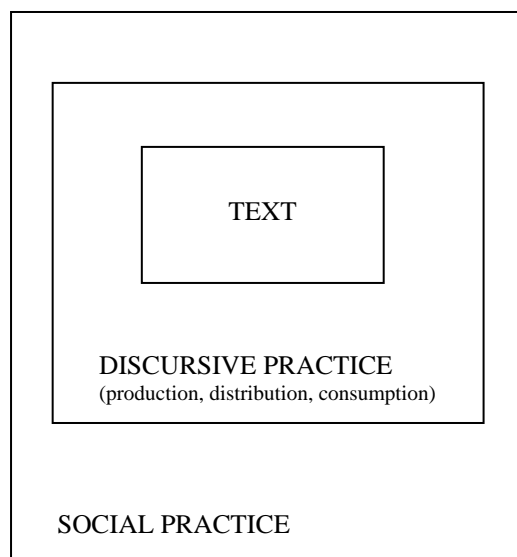 TEXT
DISCURSIVE PRACTICE
(production, distribution, consumption)
SOCIAL PRACTICE